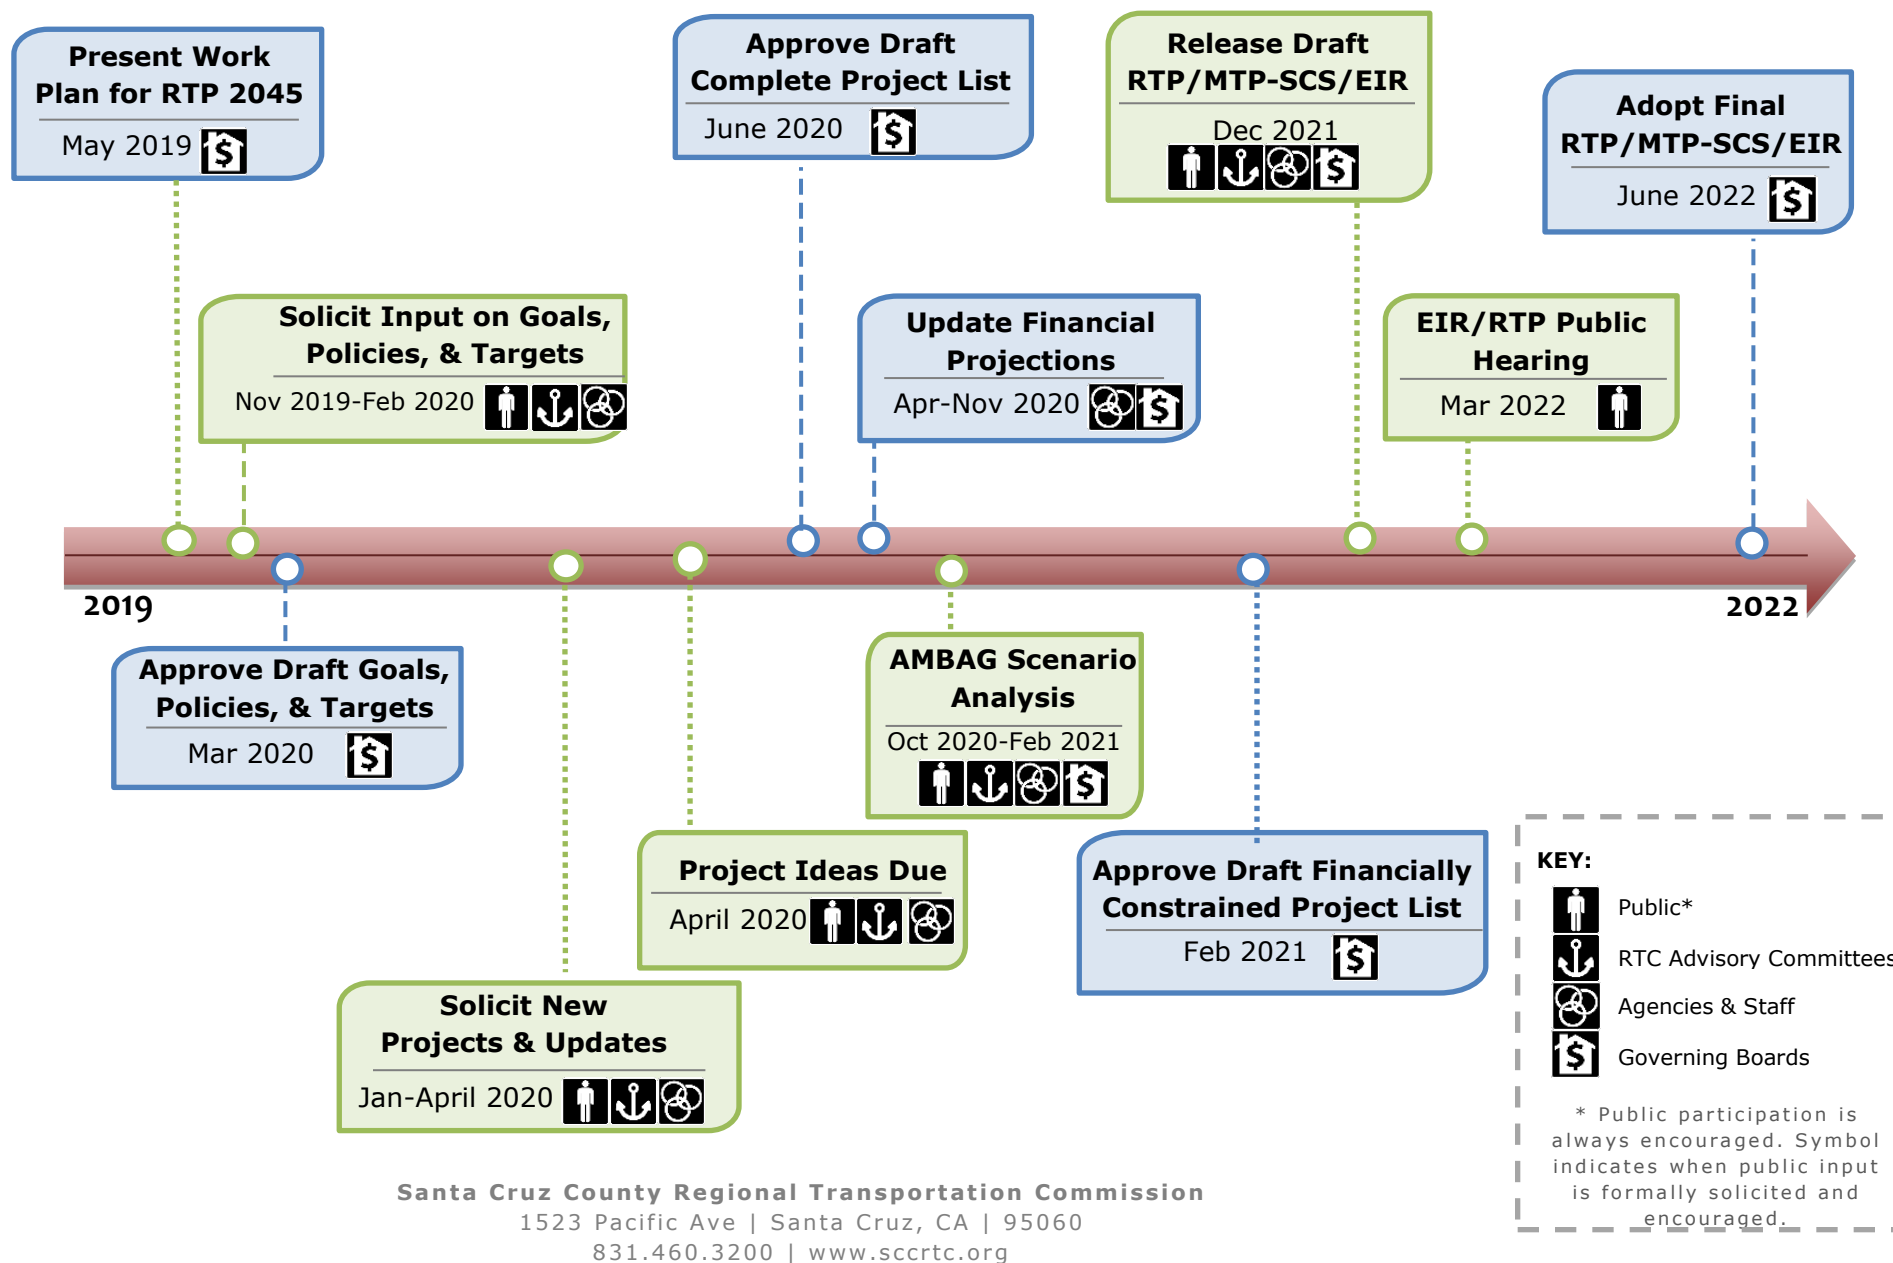 Present Work
Plan for RTP 2045
May 2019
Approve Draft
Complete Project List
June 2020
Release Draft
RTP/MTP-SCS/EIR
Dec 2021
Adopt Final
RTP/MTP-SCS/EIR
June 2022
Solicit Input on Goals,
Policies, & Targets
Nov 2019-Feb 2020
Update Financial
Projections
Apr-Nov 2020
EIR/RTP Public
Hearing
Mar 2022
2019
2022
Approve Draft Goals,
Policies, & Targets
Mar 2020
AMBAG Scenario
Analysis
Oct 2020-Feb 2021
Project Ideas Due
April 2020
Approve Draft Financially
Constrained Project List
Feb 2021
Solicit New
Projects & Updates
Jan-April 2020
KEY:
Public*
RTC Advisory Committees
Agencies & Staff
Governing Boards
* Public participation is
always encouraged. Symbol
indicates when public input
is formally solicited and
encouraged.
Santa Cruz County Regional Transportation Commission
1523 Pacific Ave | Santa Cruz, CA | 95060
831.460.3200 | www.sccrtc.org